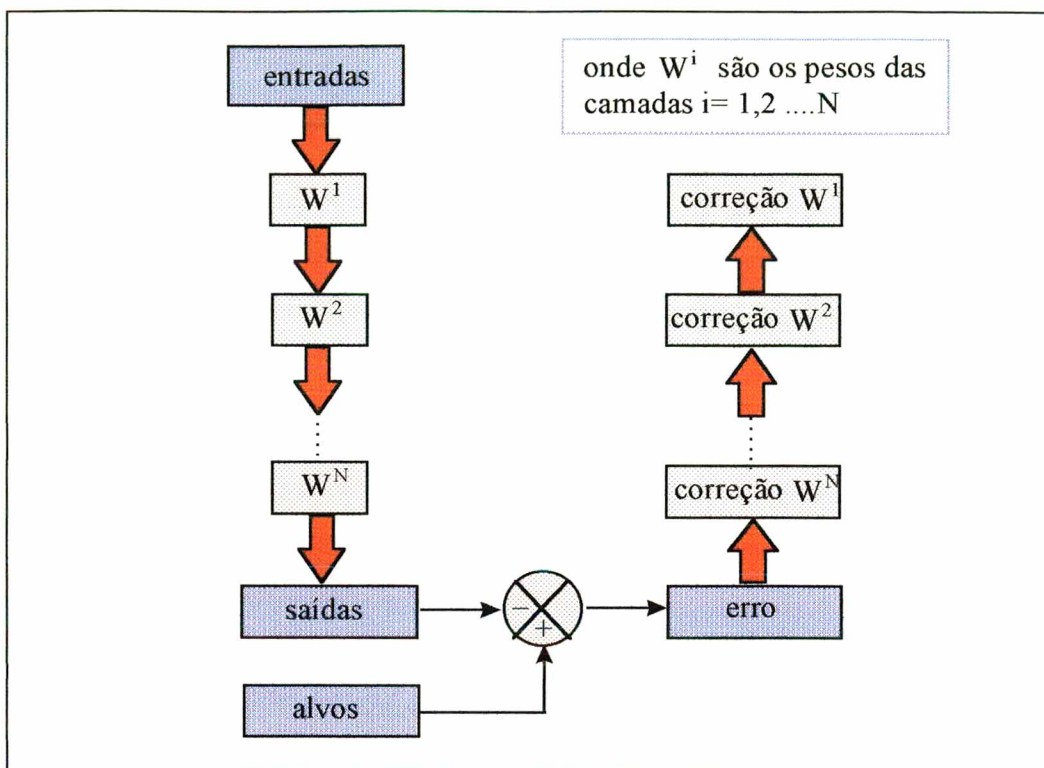 entradas
onde W^i são os pesos das
camadas i= 1,2 ....N
W^1
W^2
W^N
saídas
alvos
−
+
erro
correção W^N
correção W^2
correção W^1